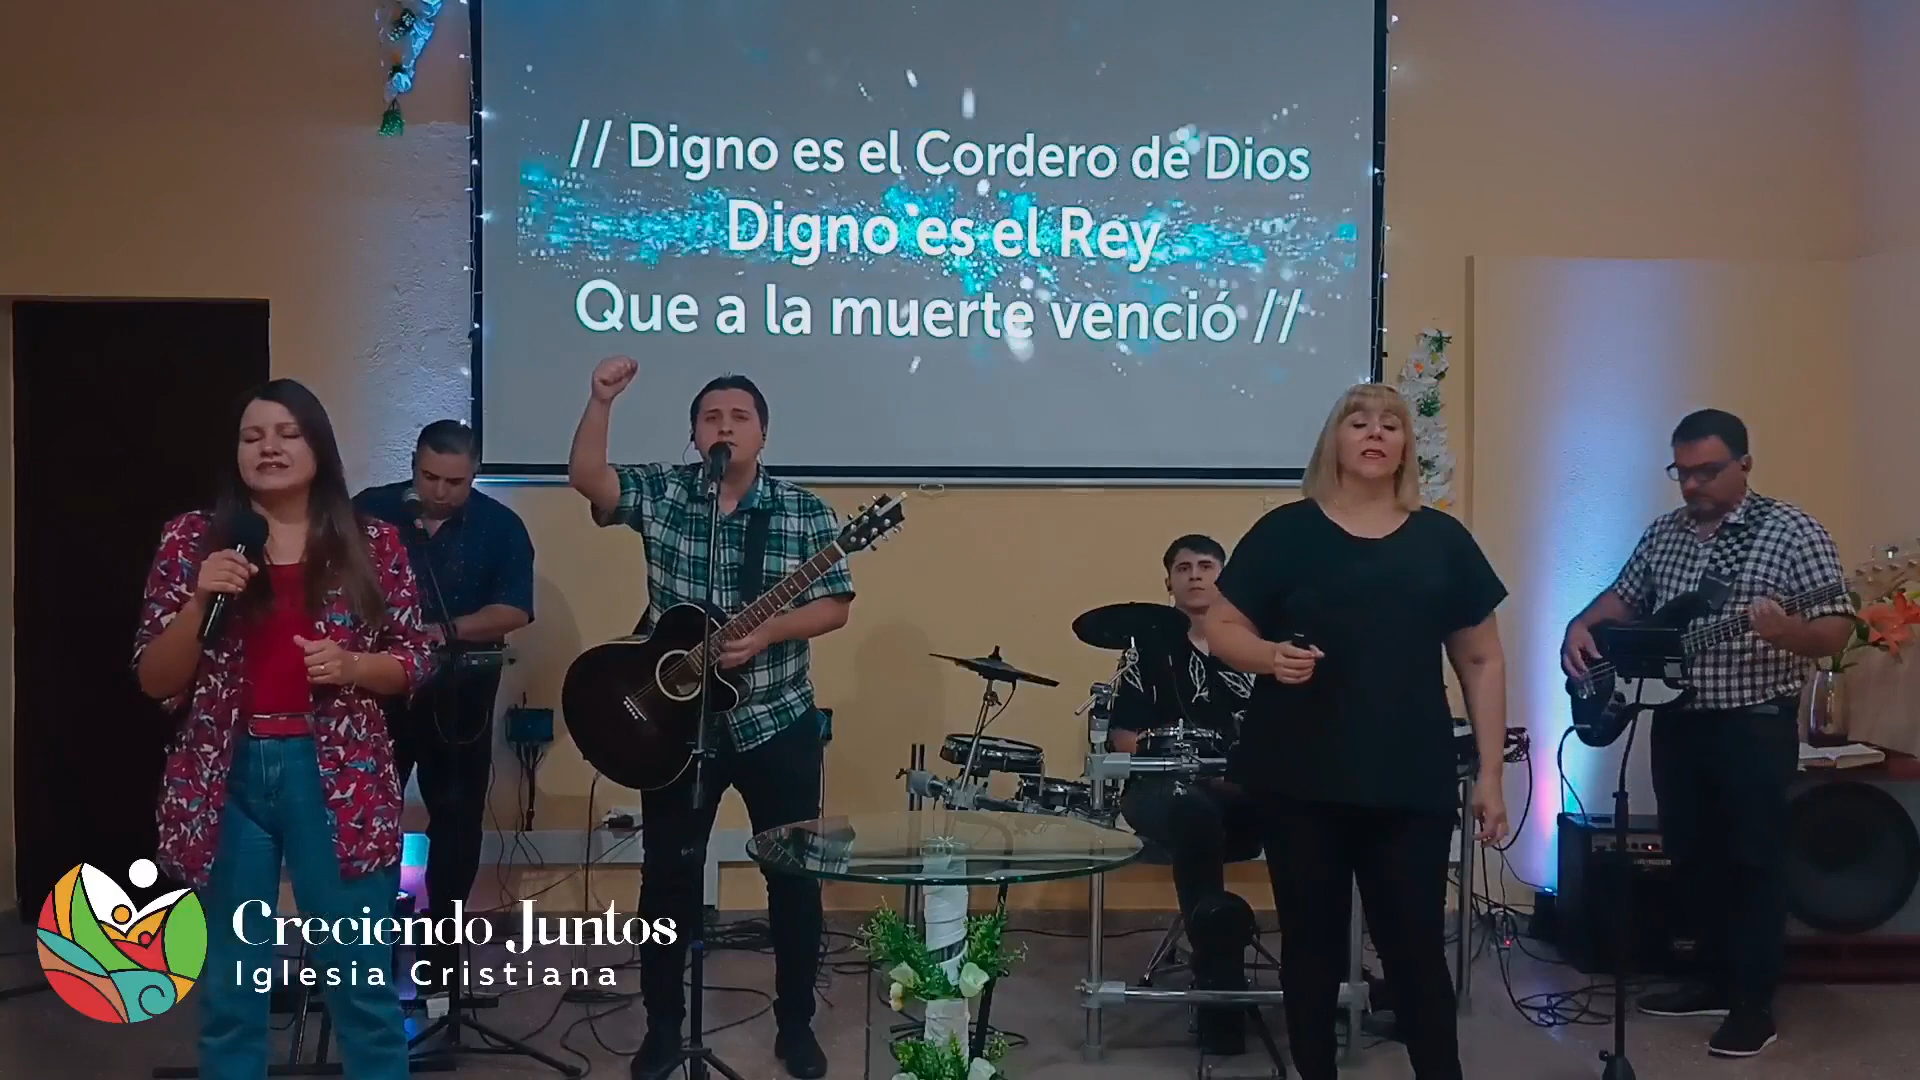 // Digno es el Cordero de Dios
Digno es el Rey
Que a la muerte venció //
Creciendo Juntos
Iglesia Cristiana